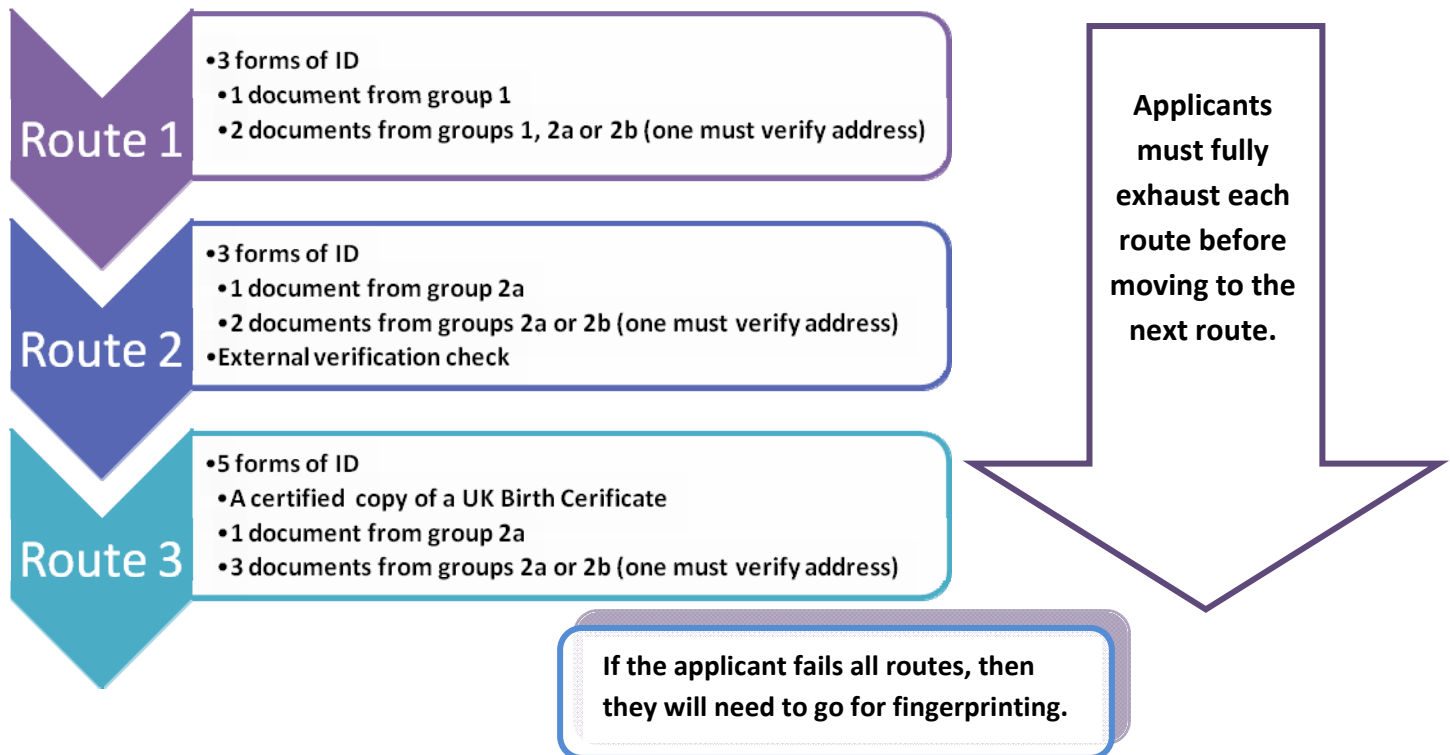 Route 1
•3 forms of ID
•1 document from group 1
•2 documents from groups 1, 2a or 2b (one must verify address)
Route 2
•3 forms of ID
•1 document from group 2a
•2 documents from groups 2a or 2b (one must verify address)
•External verification check
Route 3
•5 forms of ID
•A certified copy of a UK Birth Cerificate
•1 document from group 2a
•3 documents from groups 2a or 2b (one must verify address)
Applicants
must fully
exhaust each
route before
moving to the
next route.
If the applicant fails all routes, then
they will need to go for fingerprinting.